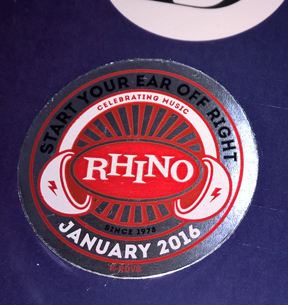 START YOUR EAR OFF RIGHT
CELEBRATING MUSIC
RHINO
SINCE 1978
JANUARY 2016